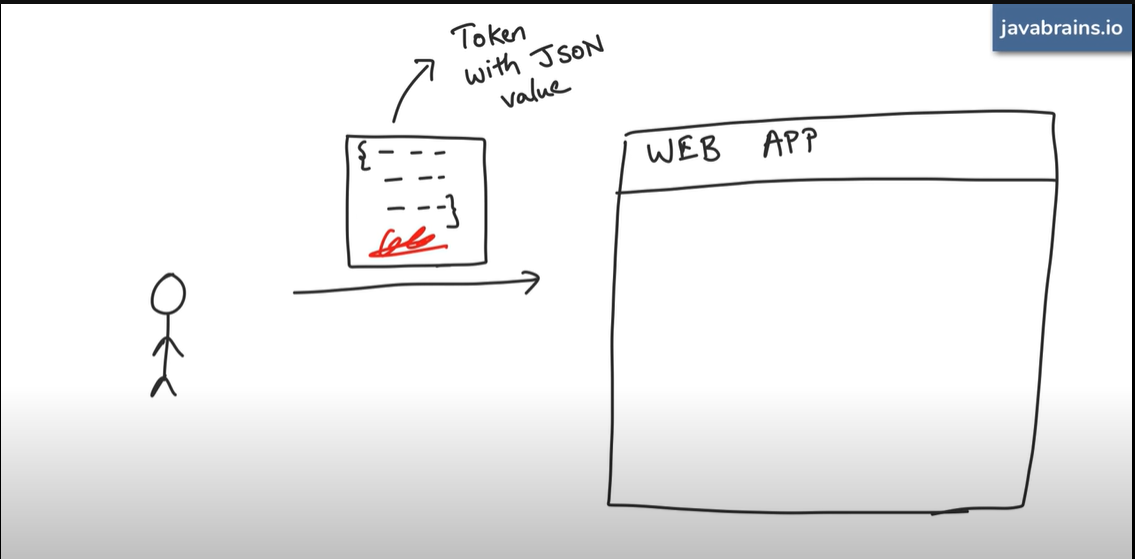 javabrains.io
Token
with JSON
value
{
}
WEB APP